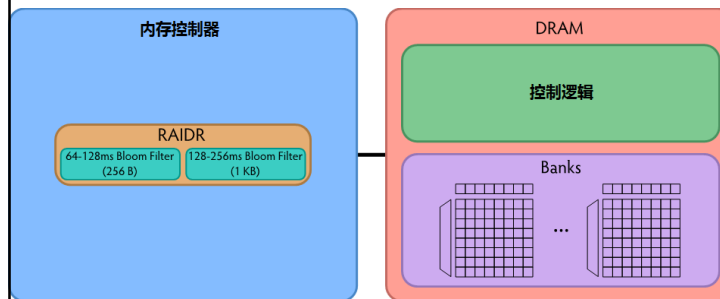 内存控制器
RAIDR
64-128ms Bloom Filter
(256 B)
128-256ms Bloom Filter
(1 KB)
DRAM
控制逻辑
Banks
...